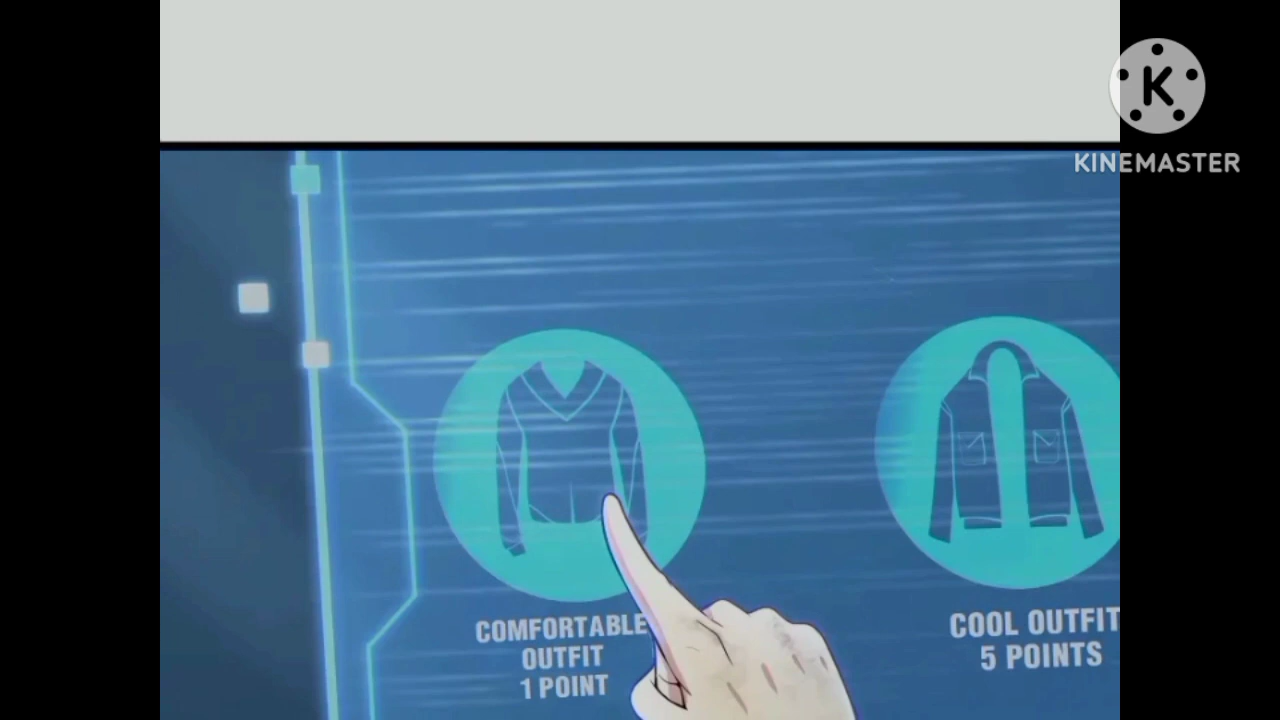 K
KINEMASTER
COMFORTABLE
OUTFIT
1 POINT
COOL OUTFIT
5 POINTS